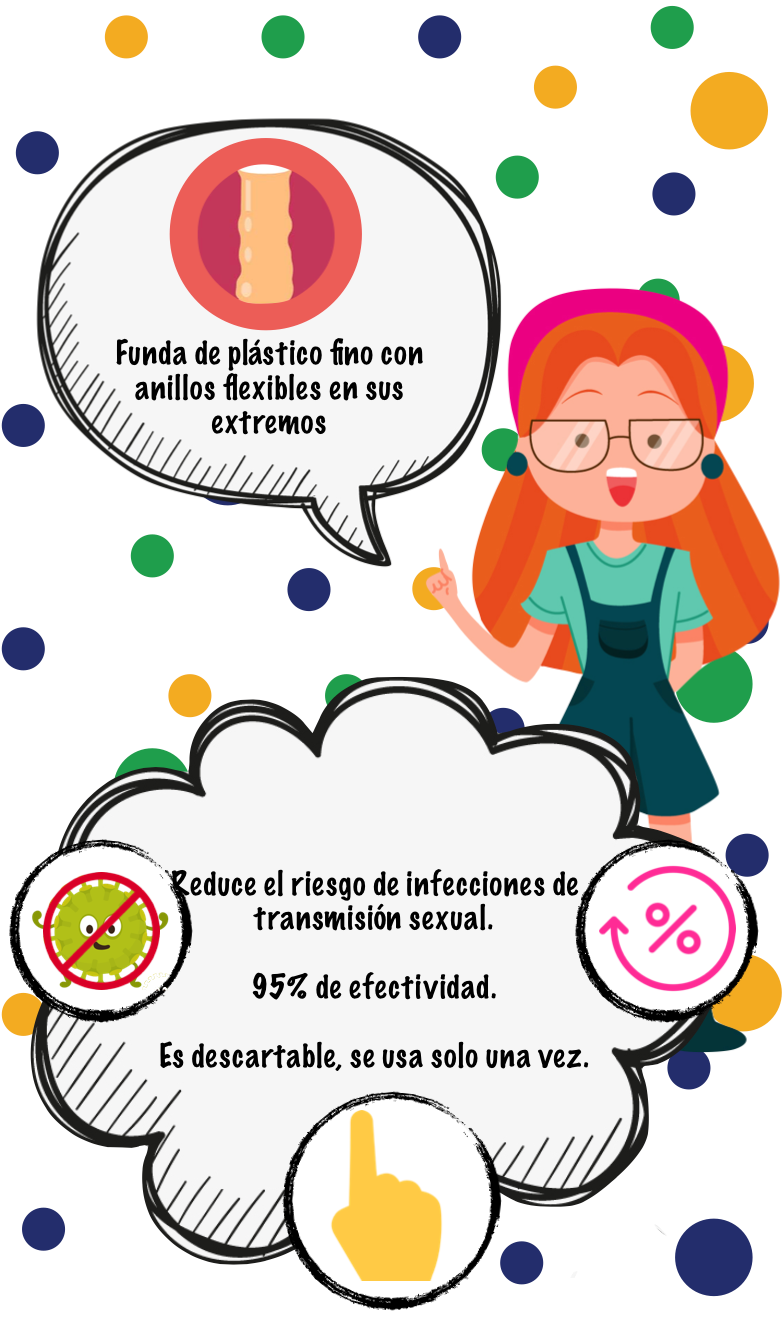 Funda de plástico fino con
anillos flexibles en sus
extremos
Reduce el riesgo de infecciones de
transmisión sexual.
95% de efectividad.
Es descartable, se usa solo una vez.
%